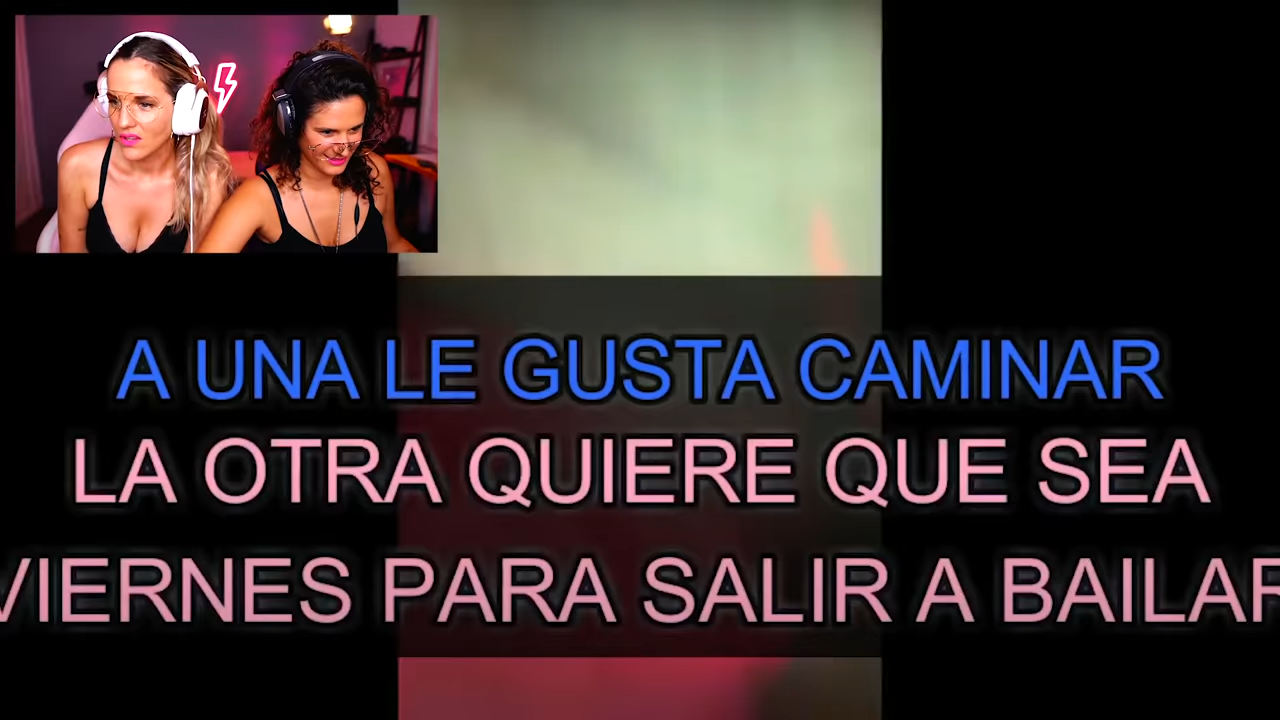 A UNA LE GUSTA CAMINAR
LA OTRA QUIERE QUE SEA
VIERNES PARA SALIR A BAILAR